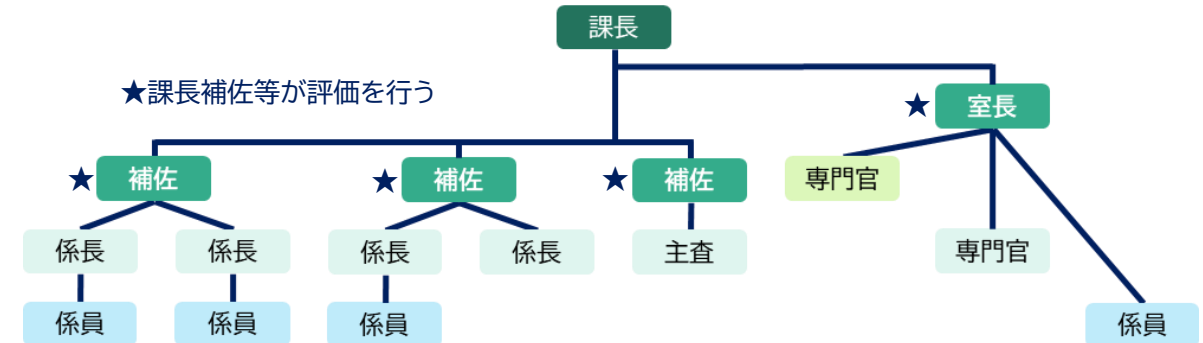 課長
★課長補佐等が評価を行う
★ 室長
★ 補佐
★ 補佐
★ 補佐
専門官
係長
係長
係長
係長
主査
専門官
係員
係員
係員
係員